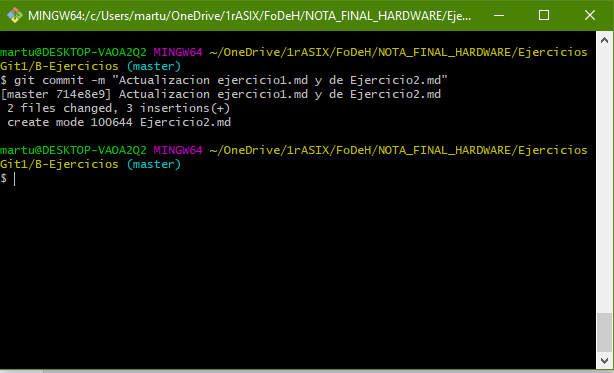 MINGW64:/c/Users/martu/OneDrive/1rASIX/FoDeH/NOTA_FINAL_HARDWARE/Eje...
martu@DESKTOP-VAOA2Q2 MINGW64 ~/OneDrive/1rASIX/FoDeH/NOTA_FINAL_HARDWARE/Ejercicios
Git1/B-Ejercicios (master)
$ git commit -m "Actualizacion ejercicio1.md y de Ejercicio2.md"
[master 714e8e9] Actualizacion ejercicio1.md y de Ejercicio2.md
 2 files changed, 3 insertions(+)
 create mode 100644 Ejercicio2.md
martu@DESKTOP-VAOA2Q2 MINGW64 ~/OneDrive/1rASIX/FoDeH/NOTA_FINAL_HARDWARE/Ejercicios
Git1/B-Ejercicios (master)
$